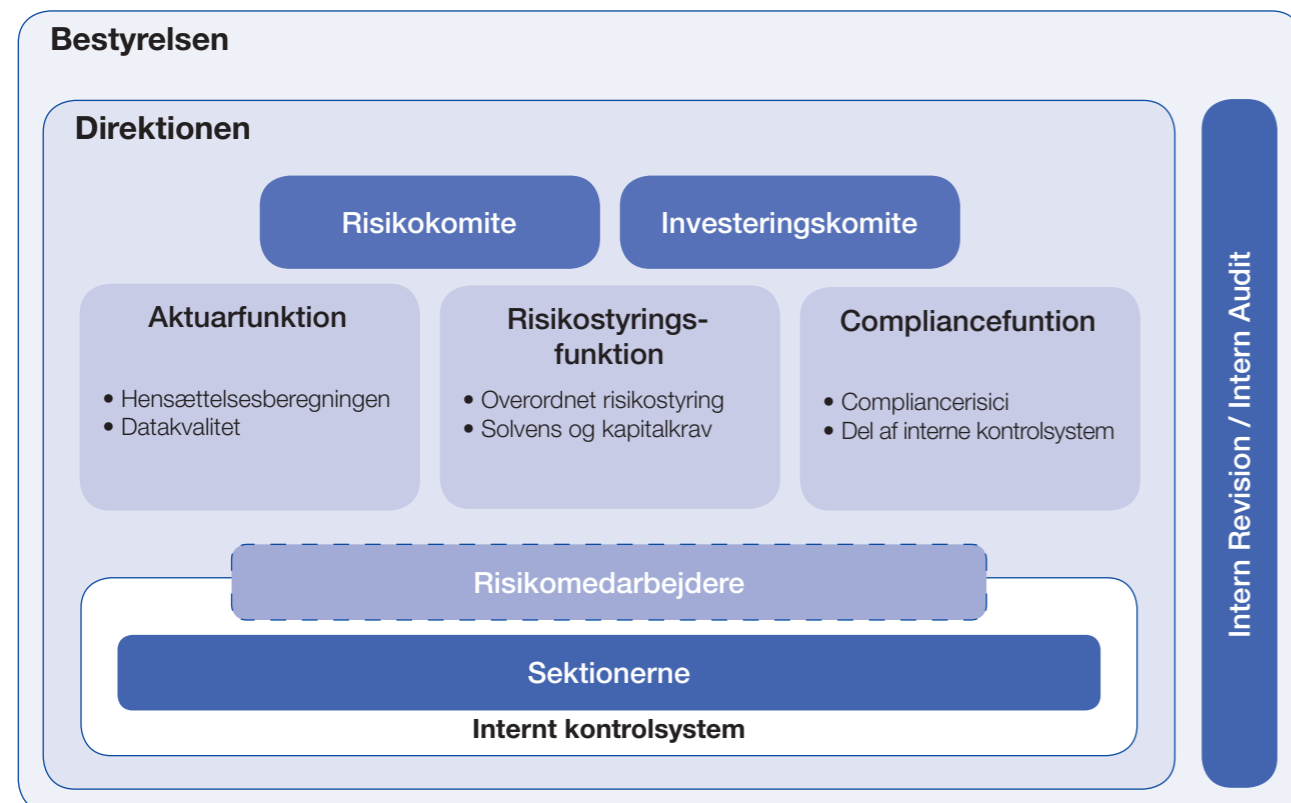 Bestyrelsen
Direktionen
Risikokomite
Investeringskomite
Aktuarfunktion
• Hensættelsesberegningen
• Datakvalitet
Risikostyrings-
funktion
• Overordnet risikostyring
• Solvens og kapitalkrav
Compliancefuntion
• Compliancerisici
• Del af interne kontrolsystem
Risikomedarbejdere
Sektionerne
Internt kontrolsystem
Intern Revision / Intern Audit